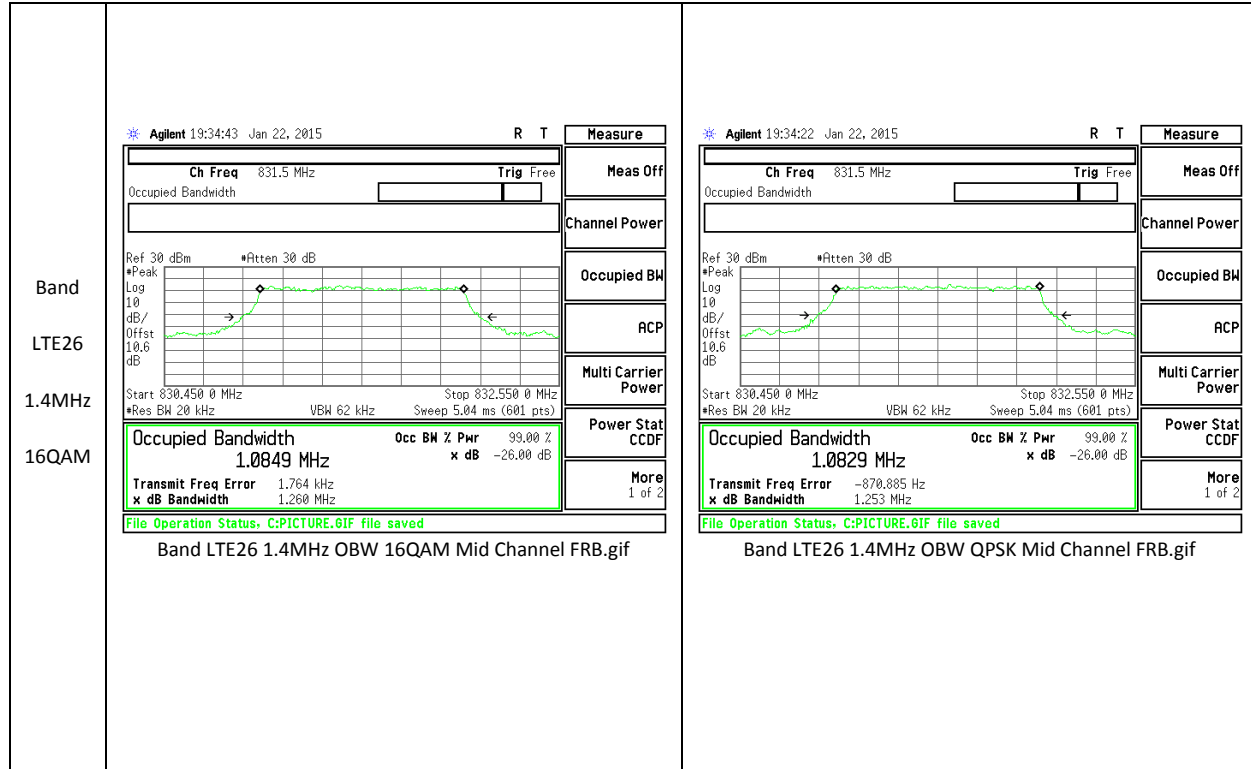 Band
LTE26
1.4MHz
16QAM
Agilent 19:34:43 Jan 22, 2015 R T
Measure
Ch Freq 831.5 MHz Trig Free
Occupied Bandwidth
Meas Off
Channel Power
Occupied BW
ACP
Multi Carrier
Power
Power Stat
CCDF
More
1 of 2
Ref 30 dBm #Atten 30 dB
#Peak
Log
10
dB/
Offst
10.6
dB
Start 830.450 0 MHz Stop 832.550 0 MHz
#Res BW 20 kHz VBW 62 kHz Sweep 5.04 ms (601 pts)
Occupied Bandwidth Occ BW % Pwr 99.00 %
1.0849 MHz x dB -26.00 dB
Transmit Freq Error 1.764 kHz
x dB Bandwidth 1.260 MHz
File Operation Status, C:PICTURE.GIF file saved
Band LTE26 1.4MHz OBW 16QAM Mid Channel FRB.gif
Agilent 19:34:22 Jan 22, 2015 R T
Measure
Ch Freq 831.5 MHz Trig Free
Occupied Bandwidth
Meas Off
Channel Power
Occupied BW
ACP
Multi Carrier
Power
Power Stat
CCDF
More
1 of 2
Ref 30 dBm #Atten 30 dB
#Peak
Log
10
dB/
Offst
10.6
dB
Start 830.450 0 MHz Stop 832.550 0 MHz
#Res BW 20 kHz VBW 62 kHz Sweep 5.04 ms (601 pts)
Occupied Bandwidth Occ BW % Pwr 99.00 %
1.0829 MHz x dB -26.00 dB
Transmit Freq Error -870.885 Hz
x dB Bandwidth 1.253 MHz
File Operation Status, C:PICTURE.GIF file saved
Band LTE26 1.4MHz OBW QPSK Mid Channel FRB.gif